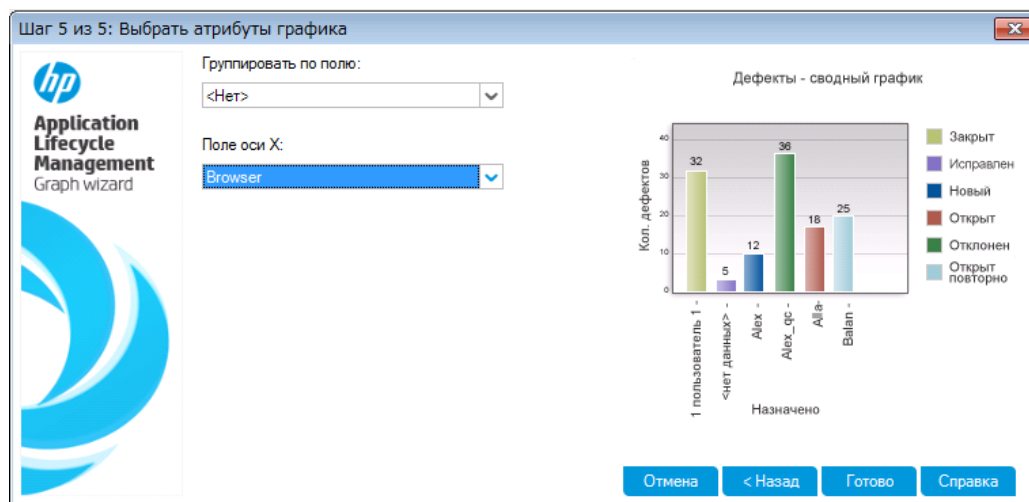 Шаг 5 из 5: Выбрать атрибуты графика
hp
Application
Lifecycle
Management
Graph wizard
Группировать по полю:
<Нет>
Поле оси X:
Browser
Дефекты - сводный график
Кол. дефектов
40
30
20
10
0
32
5
12
36
18
25
1 пользователь 1 -
<нет данных> -
Alex -
Alex_qc -
Alla-
Balan -
Назначено
Закрыт
Исправлен
Новый
Открыт
Отклонен
Открыт
повторно
Отмена
< Назад
Готово
Справка